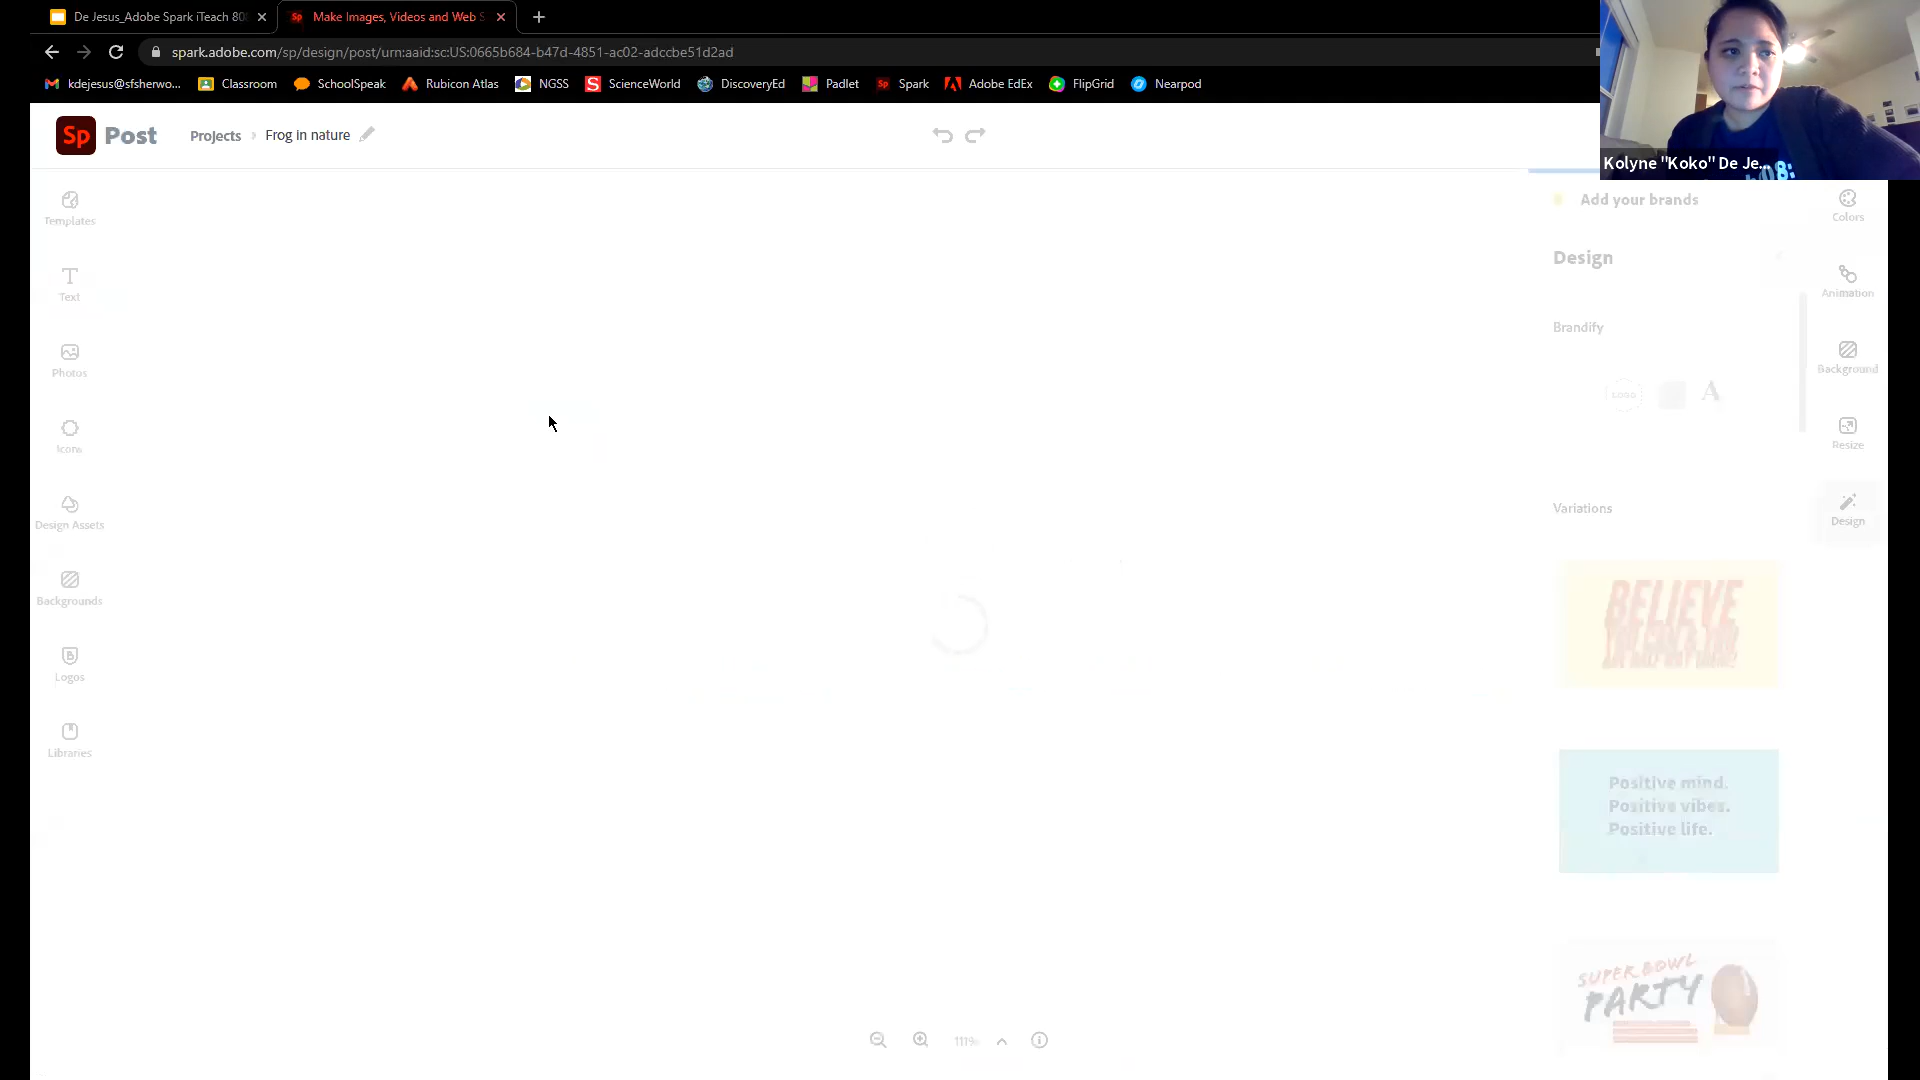 De Jesus_Adobe Spark iTeach 808
Make Images, Videos and Web S
spark.adobe.com/sp/design/post/urn:aaid:sc:US:0665b684-b47d-4851-ac02-adccbe51d2ad
kdejesus@sfsherwo... Classroom SchoolSpeak Rubicon Atlas NGSS ScienceWorld DiscoveryEd Padlet Spark Adobe EdEx FlipGrid Nearpod
Kolyne "Koko" De Je...
Sp Post Projects › Frog in nature
Templates
Text
Photos
Icons
Design Assets
Backgrounds
Logos
Libraries
Add your brands
Design
Brandify
LOGO A
Variations
BELIEVE
Positive mind.
Positive vibes.
Positive life.
SUPER BOWL
PARTY
Colors
Animation
Background
Resize
Design
111%